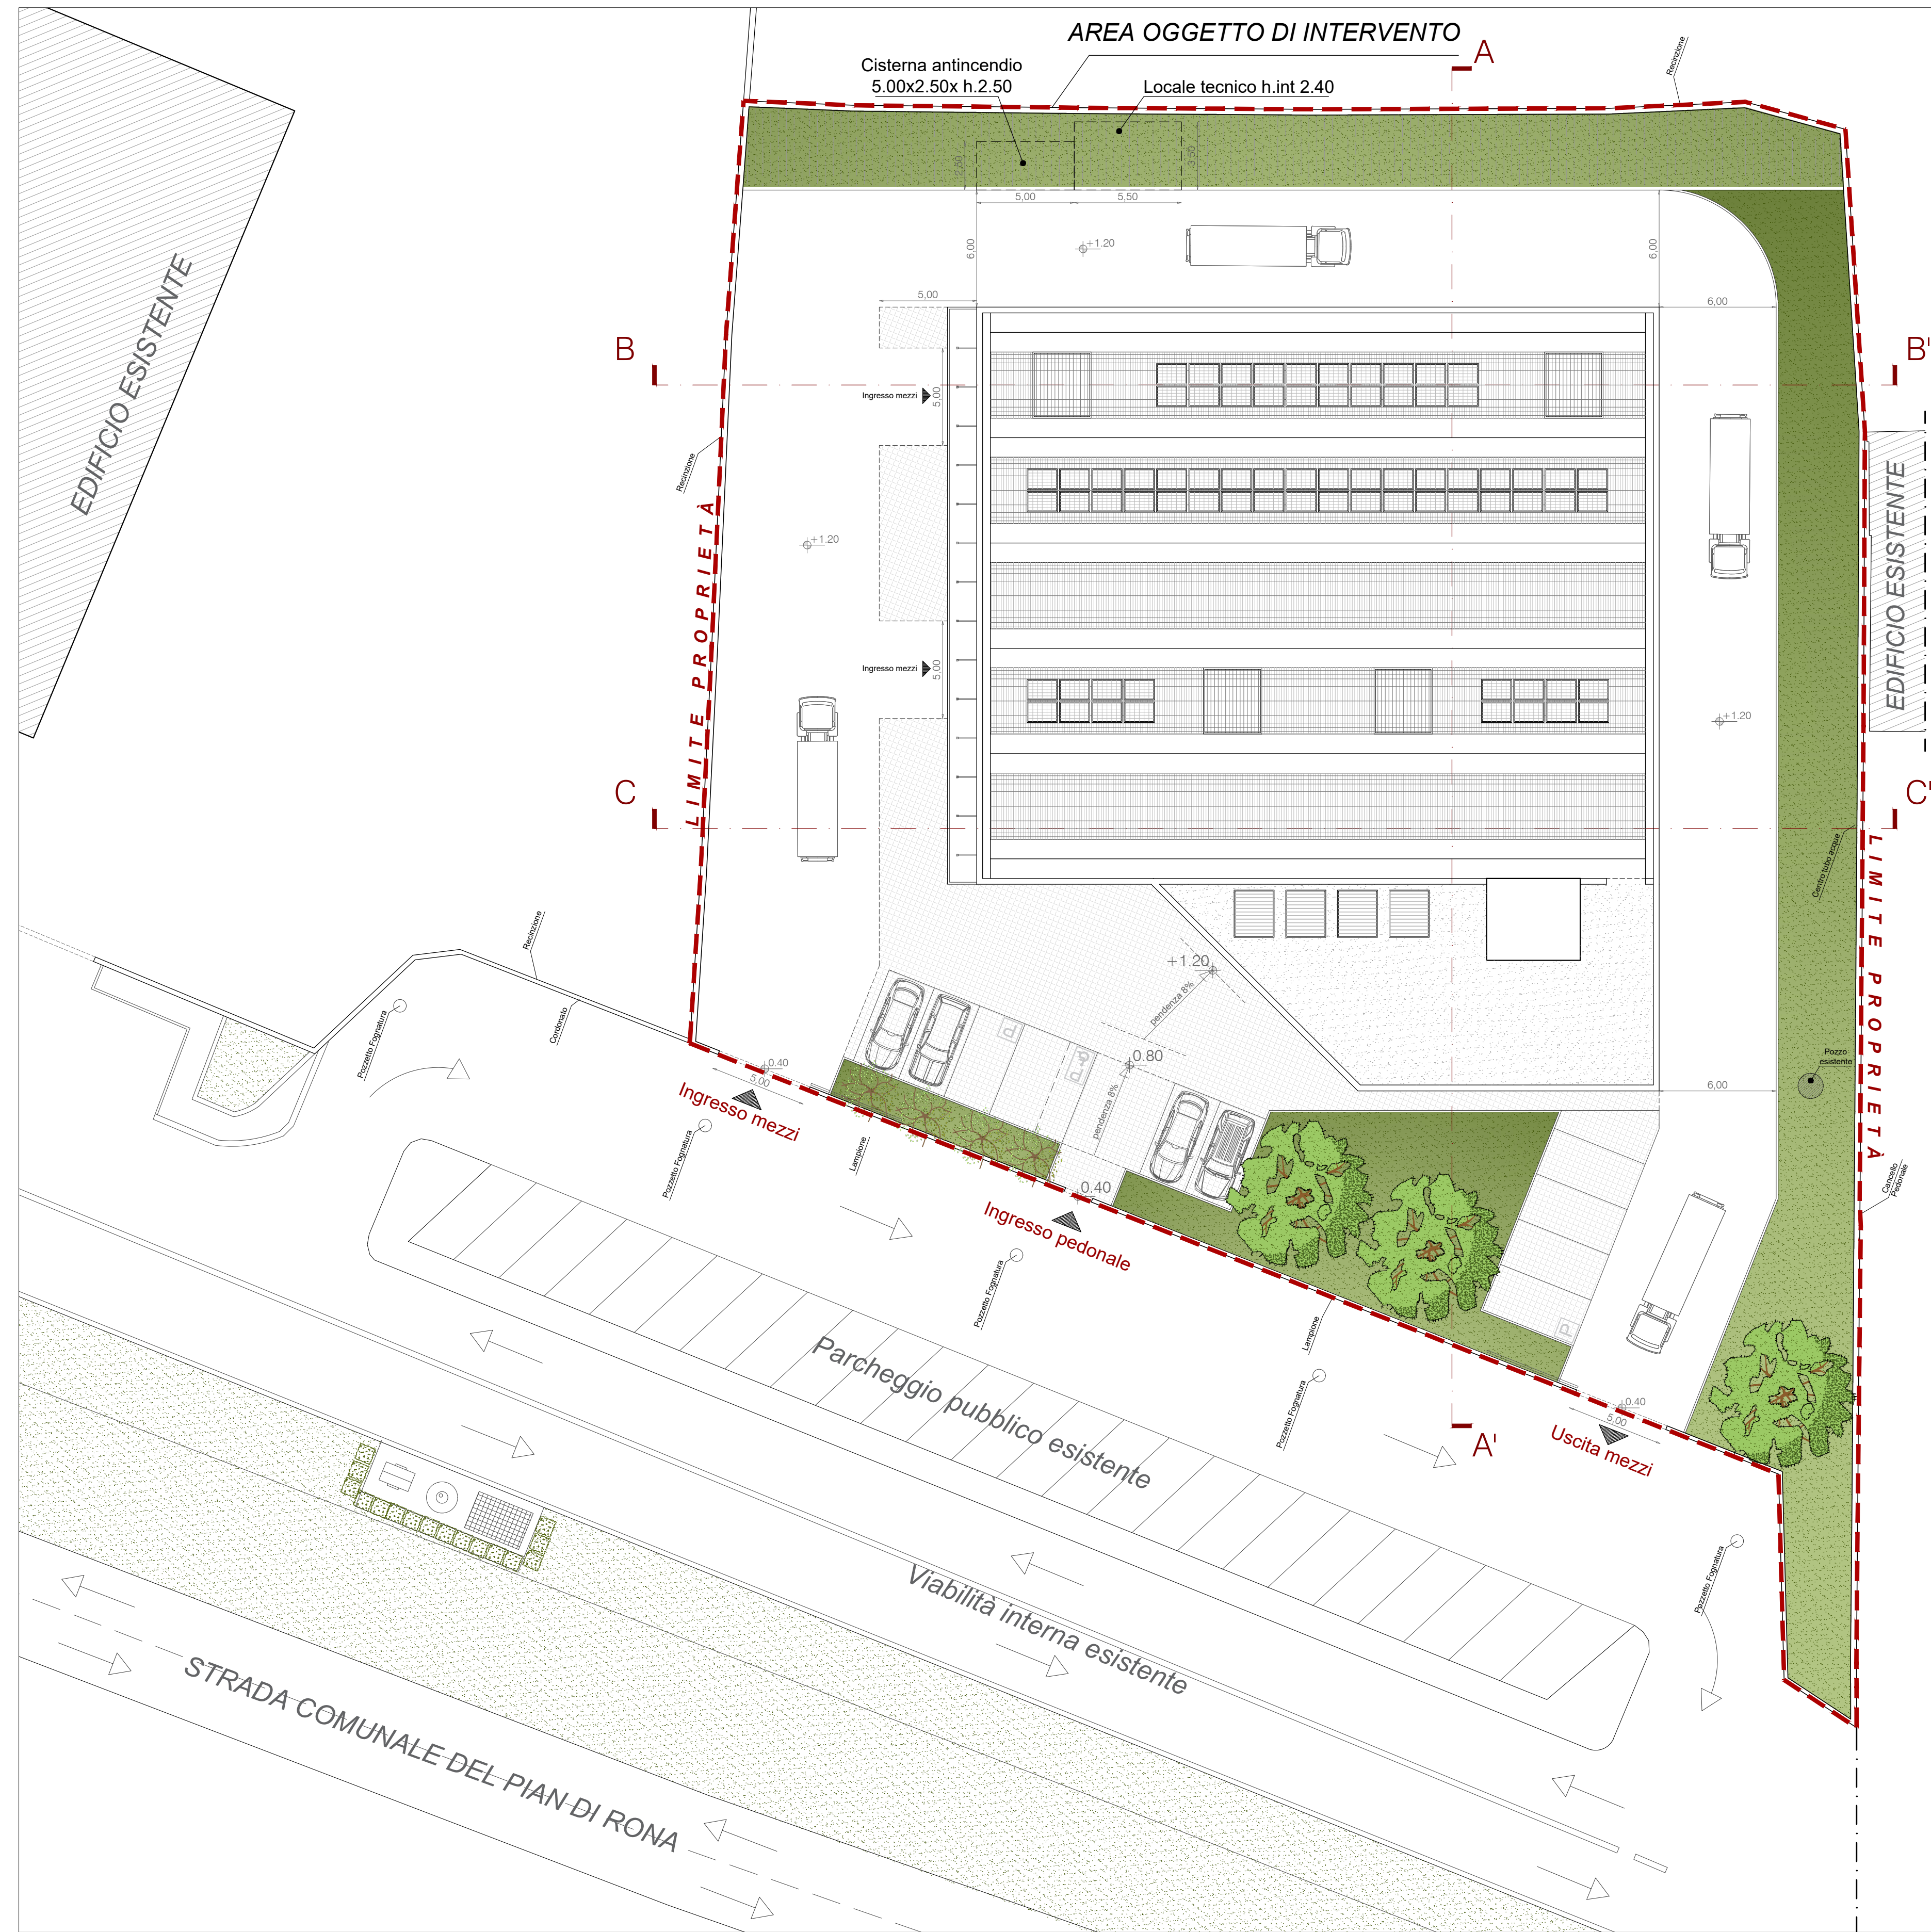 AREA OGGETTO DI INTERVENTO
A
Recinzione
Cisterna antincendio
5.00x2.50x h.2.50
Locale tecnico h.int 2.40
2,50
3,50
5,00
5,50
6,00
+1.20
6,00
5,00
6,00
EDIFICIO ESISTENTE
B
B'
Ingresso mezzi
5,00
Recinzione
LIMITE PROPRIETÀ
+1.20
EDIFICIO ESISTENTE
Ingresso mezzi
5,00
+1.20
C
C'
Centro tubo acque
LIMITE PROPRIETÀ
Recinzione
Cordonato
Pozzetto Fognatura
+1.20
pendenza 8%
P
P
0.80
pendenza 8%
0.40
5,00
Ingresso mezzi
6,00
Pozzo
esistente
Lampione
Pozzetto Fognatura
0.40
Ingresso pedonale
Cancello
Pedonale
Pozzetto Fognatura
Lampione
P
Pozzetto Fognatura
0.40
5,00
Uscita mezzi
A'
Parcheggio pubblico esistente
Pozzetto Fognatura
Viabilità interna esistente
STRADA COMUNALE DEL PIAN DI RONA